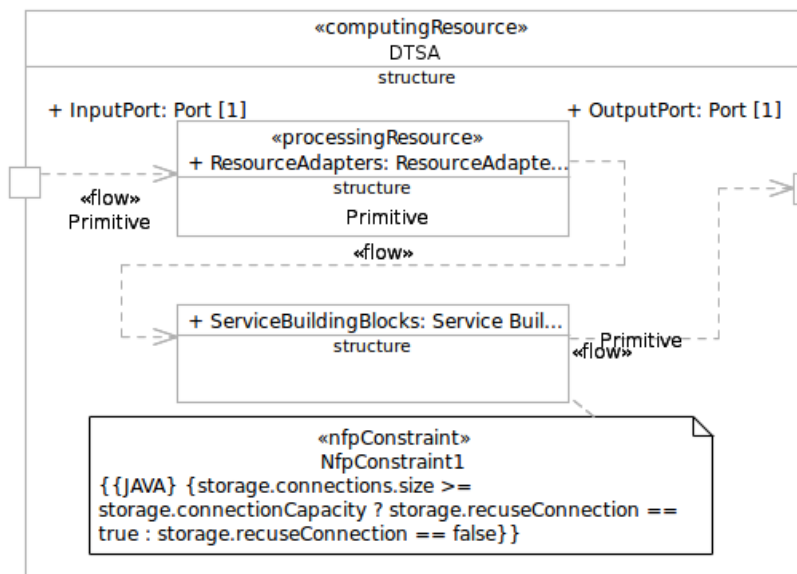 «computingResource»
DTSA
structure
+ InputPort: Port [1]
+ OutputPort: Port [1]
«processingResource»
+ ResourceAdapters: ResourceAdapte...
structure
Primitive
«flow»
Primitive
«flow»
+ ServiceBuildingBlocks: Service Buil...
structure
Primitive
«flow»
«nfpConstraint»
NfpConstraint1
{{JAVA} {storage.connections.size >=
storage.connectionCapacity ? storage.recuseConnection ==
true : storage.recuseConnection == false}}